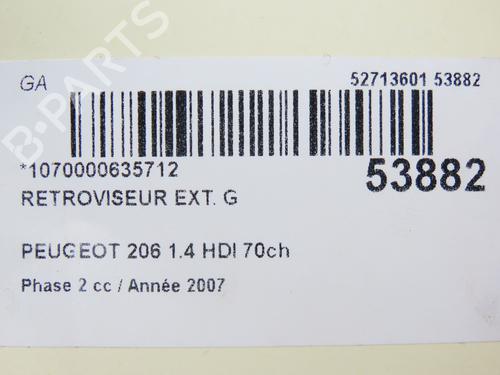 GA
52713601 53882
*1070000635712
53882
RETROVISEUR EXT. G
PEUGEOT 206 1.4 HDI 70ch
Phase 2 cc / Année 2007
B-PARTS